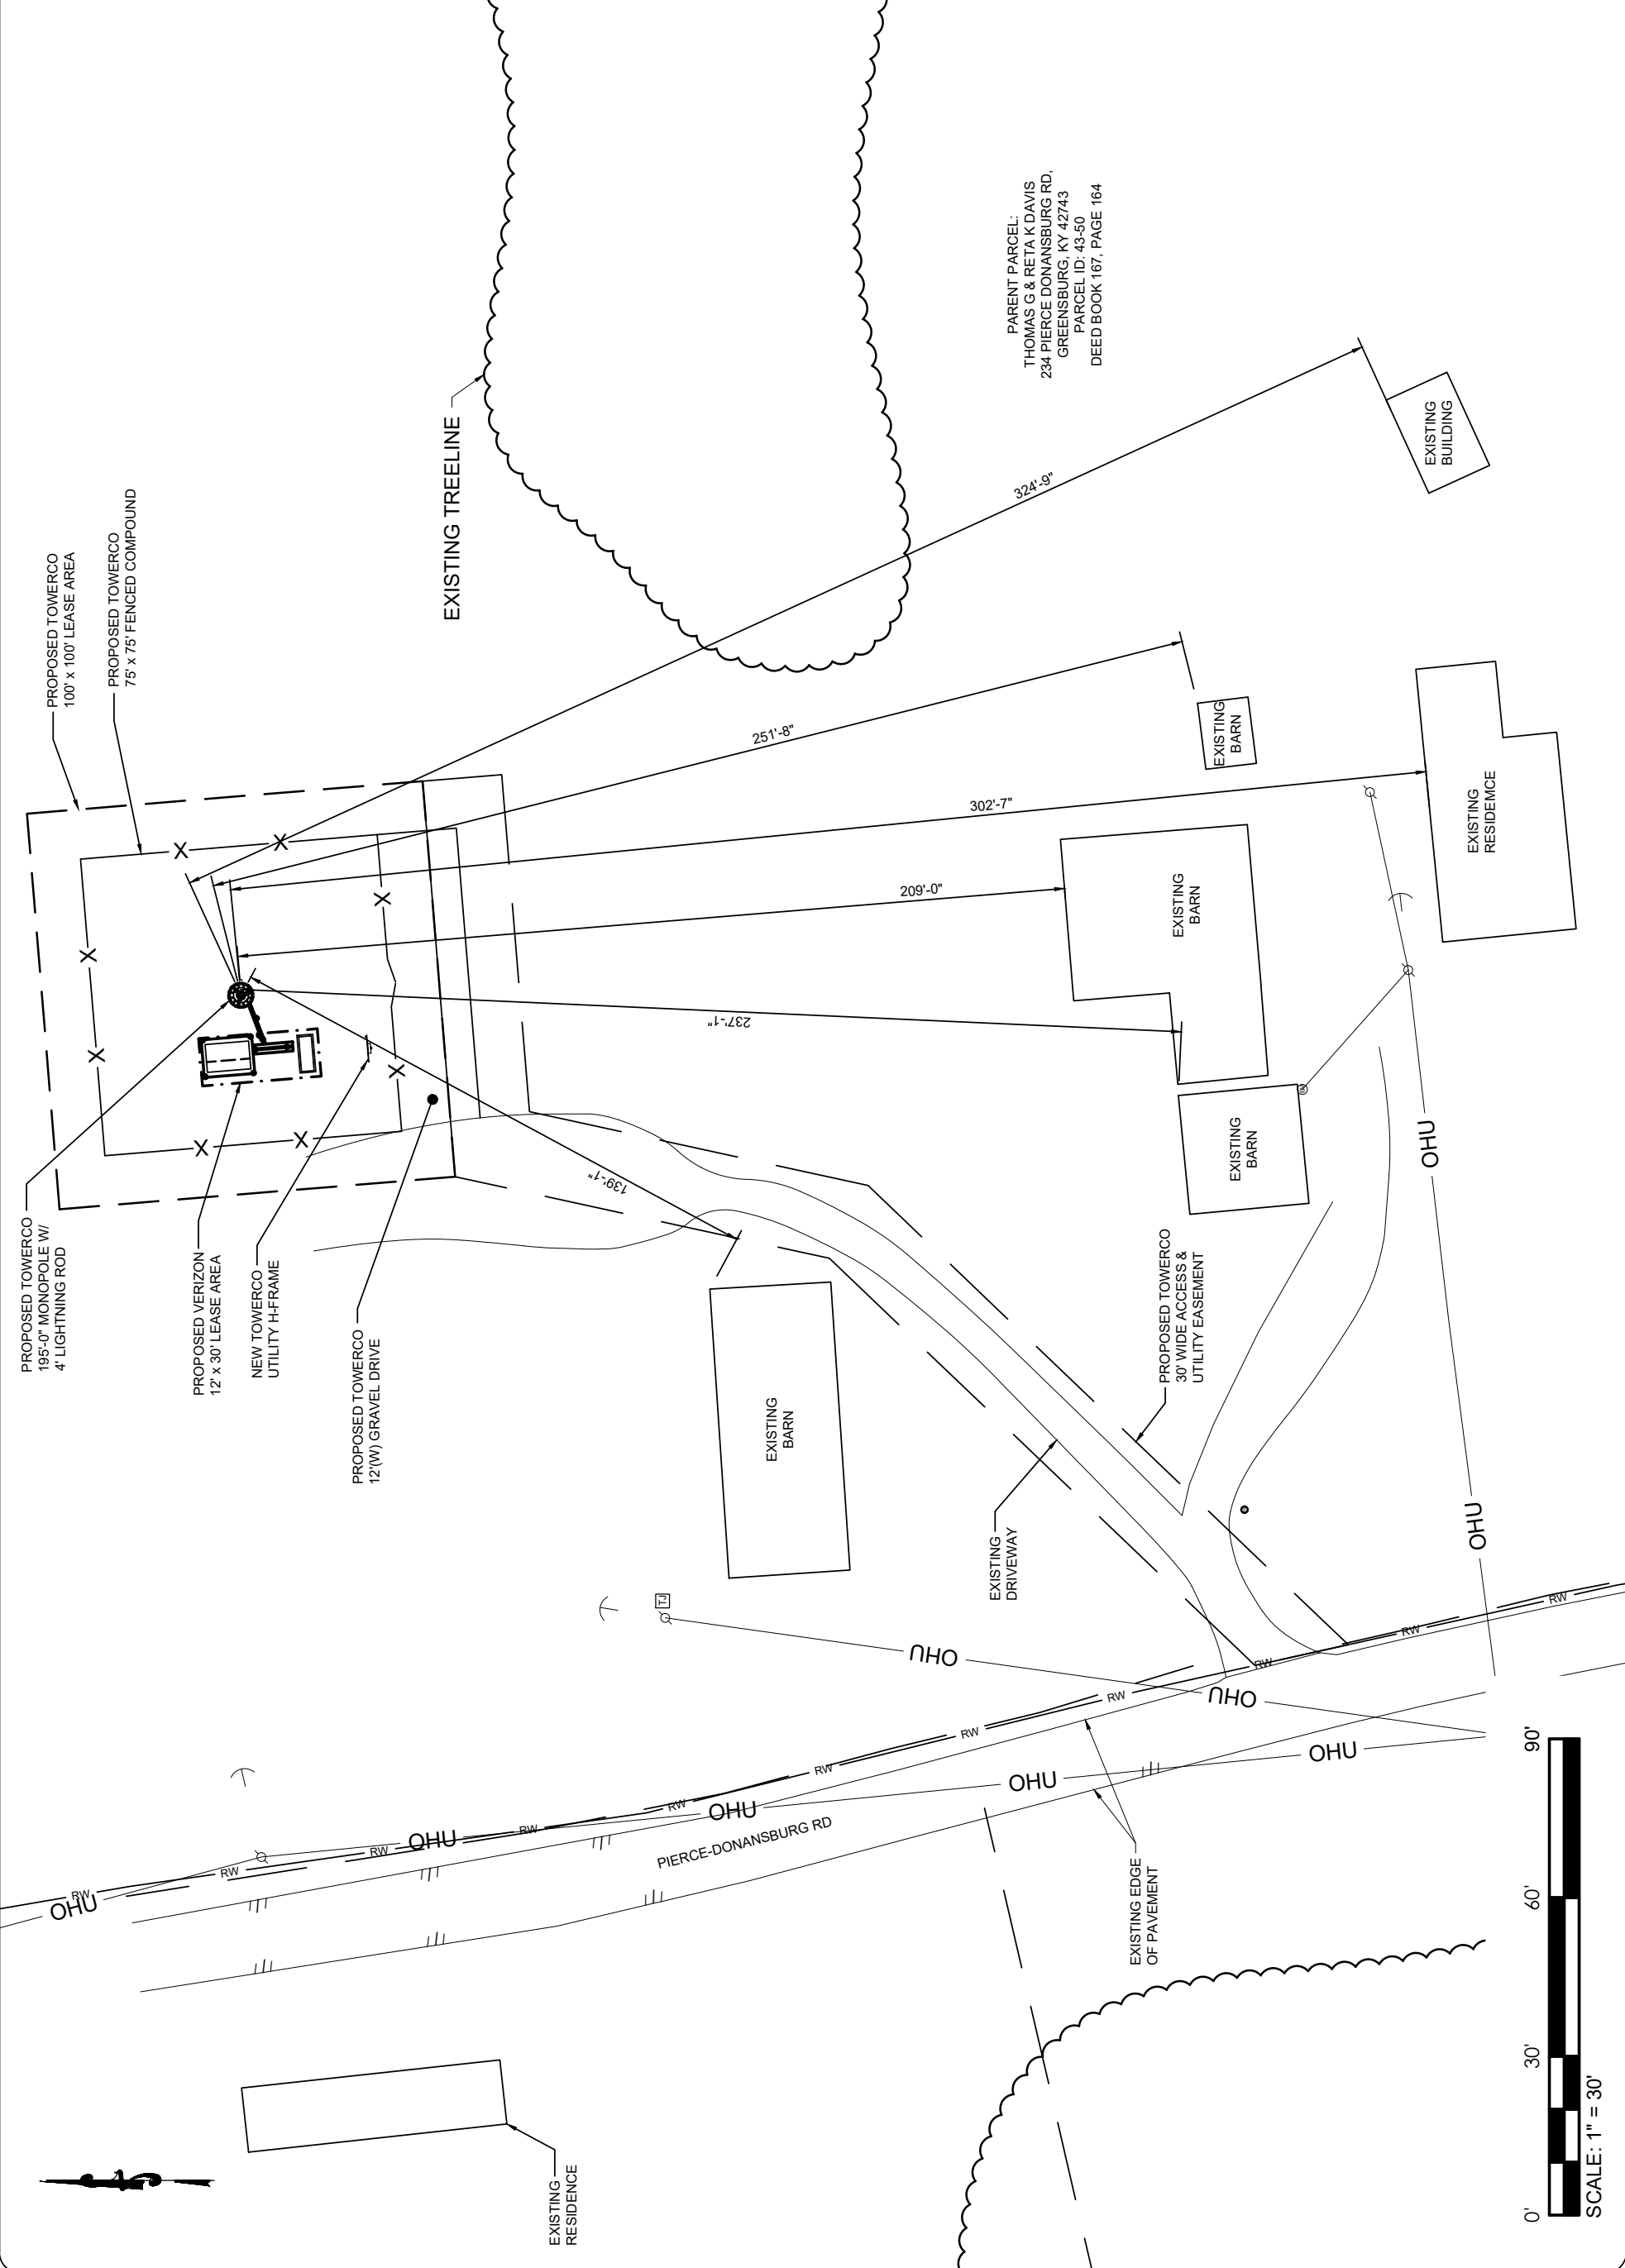 PROPOSED TOWERCO
195'-0" MONOPOLE W/
4' LIGHTNING ROD
PROPOSED TOWERCO
100' x 100' LEASE AREA
PROPOSED TOWERCO
75' x 75' FENCED COMPOUND
PROPOSED VERIZON
12' x 30' LEASE AREA
NEW TOWERCO
UTILITY H-FRAME
PROPOSED TOWERCO
12'(W) GRAVEL DRIVE
EXISTING TREELINE
X
X
X
X
X
X
X
X
PARENT PARCEL:
THOMAS G & RETA K DAVIS
234 PIERCE DONANSBURG RD,
GREENSBURG, KY 42743
PARCEL ID: 43-50
DEED BOOK 167, PAGE 164
324'-9"
251'-8"
302'-7"
209'-0"
237'-1"
139'-1"
EXISTING
BUILDING
EXISTING
BARN
EXISTING
RESIDEMCE
EXISTING
BARN
EXISTING
BARN
EXISTING
BARN
PROPOSED TOWERCO
30' WIDE ACCESS &
UTILITY EASEMENT
EXISTING
DRIVEWAY
TJ
OHU
OHU
OHU
OHU
OHU
OHU
OHU
OHU
OHU
RW
RW
RW
RW
RW
RW
RW
RW
RW
RW
RW
PIERCE-DONANSBURG RD
EXISTING EDGE
OF PAVEMENT
EXISTING
RESIDENCE
0'
30'
60'
90'
SCALE: 1" = 30'